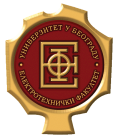 УНИВЕРЗИТЕТ У БЕОГРАДУ
ЕЛЕКТРОТЕХНИЧКИ ФАКУЛТЕТ